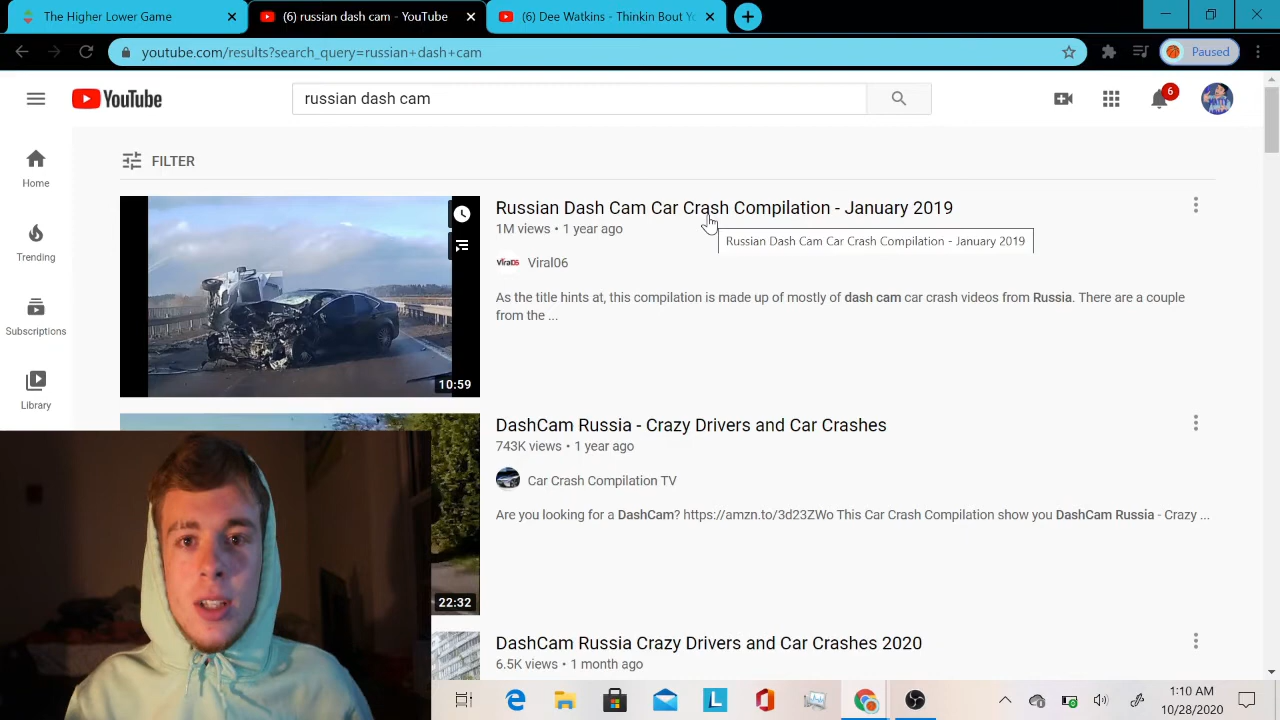 The Higher Lower Game
(6) russian dash cam - YouTube
(6) Dee Watkins - Thinkin Bout Y
youtube.com/results?search_query=russian+dash+cam
Paused
YouTube
russian dash cam
6
FILTER
Home
Trending
Subscriptions
Library
Russian Dash Cam Car Crash Compilation - January 2019
1M views • 1 year ago
Russian Dash Cam Car Crash Compilation - January 2019
Viral06
Viral06
As the title hints at, this compilation is made up of mostly of dash cam car crash videos from Russia. There are a couple
from the ...
10:59
DashCam Russia - Crazy Drivers and Car Crashes
743K views • 1 year ago
Car Crash Compilation TV
Are you looking for a DashCam? https://amzn.to/3d23ZWo This Car Crash Compilation show you DashCam Russia - Crazy ...
22:32
DashCam Russia Crazy Drivers and Car Crashes 2020
6.5K views • 1 month ago
L
1:10 AM
10/28/2020